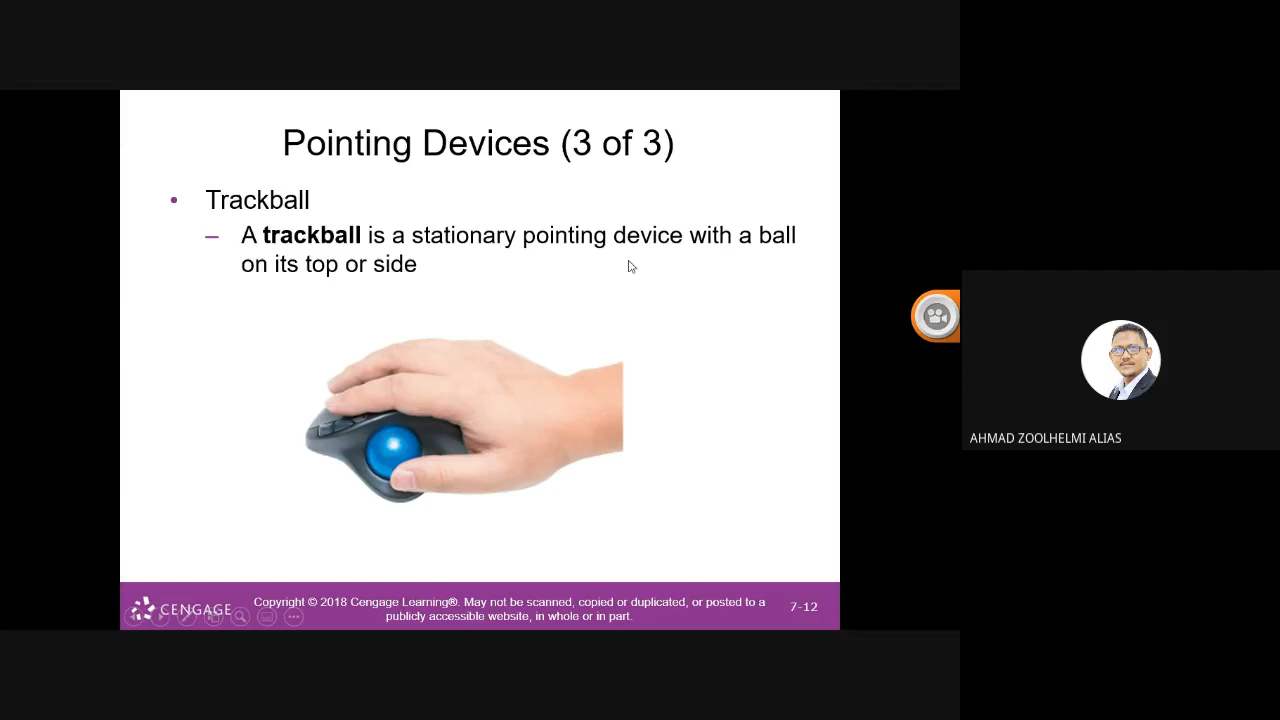 Pointing Devices (3 of 3)
• Trackball
– A trackball is a stationary pointing device with a ball
on its top or side
CENGAGE
Copyright © 2018 Cengage Learning®. May not be scanned, copied or duplicated, or posted to a
publicly accessible website, in whole or in part.
7-12
AHMAD ZOOLHELMI ALIAS